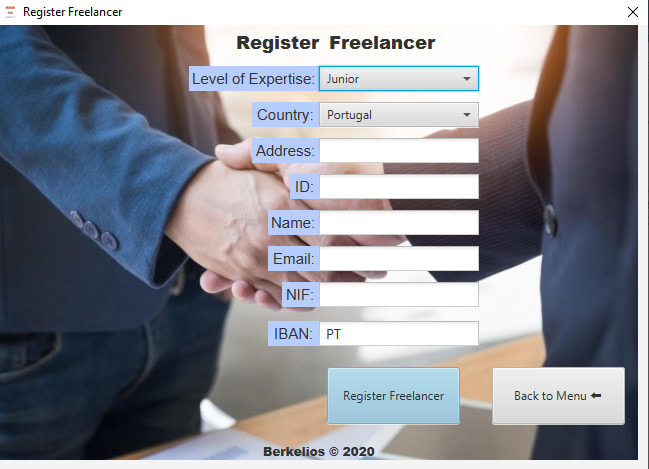 Register Freelancer
Register Freelancer
Level of Expertise: Junior
Country: Portugal
Address:
ID:
Name:
Email:
NIF:
IBAN: PT
Register Freelancer Back to Menu ⬅
Berkelios © 2020